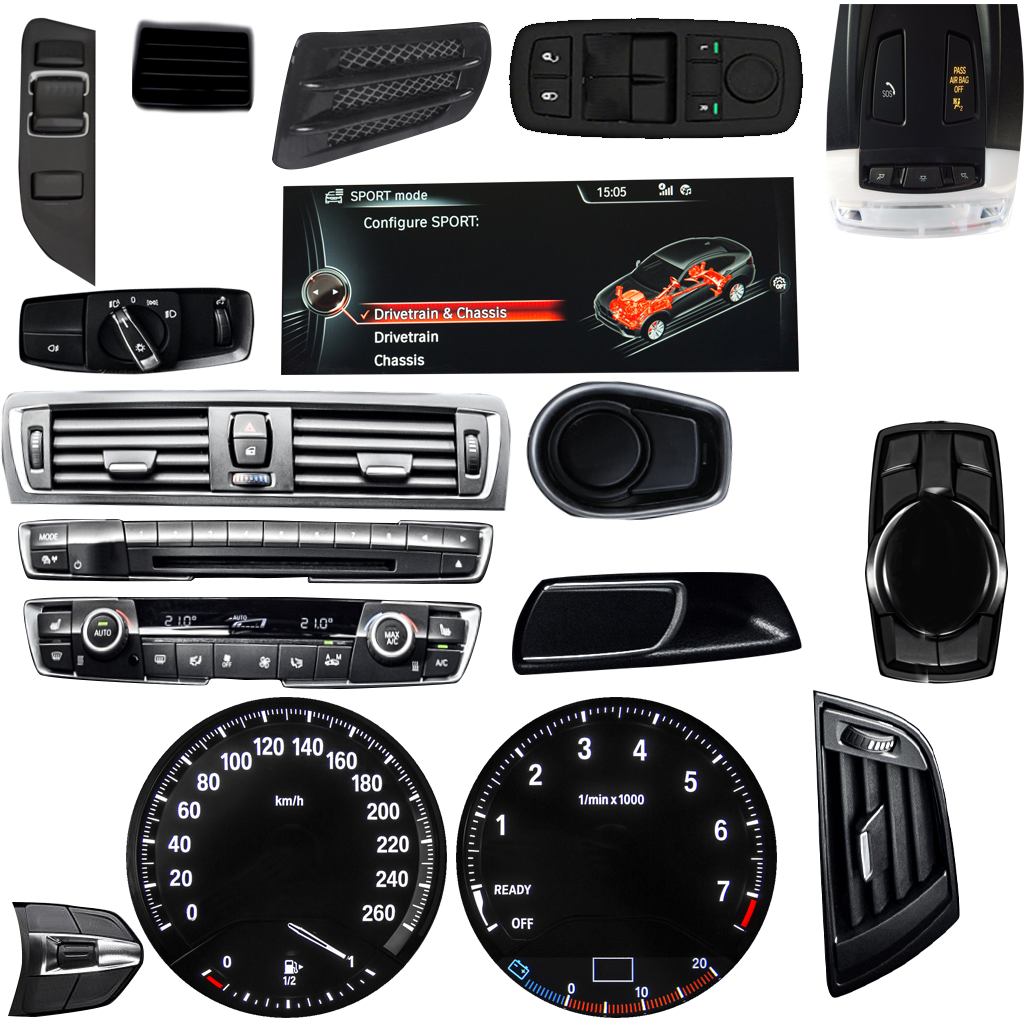 SOS
PASS
AIR BAG
OFF
2
SPORT mode
15:05
Configure SPORT:
✓ Drivetrain & Chassis
Drivetrain
Chassis
OFF
0
MODE
AUTO
21.0°
AUTO
21.0°
MAX
A/C
OFF
A M
A/C
km/h
0
20
40
60
80
100
120
140
160
180
200
220
240
260
0
1/2
1
1/min x 1000
1
2
3
4
5
6
7
READY
OFF
0
10
20